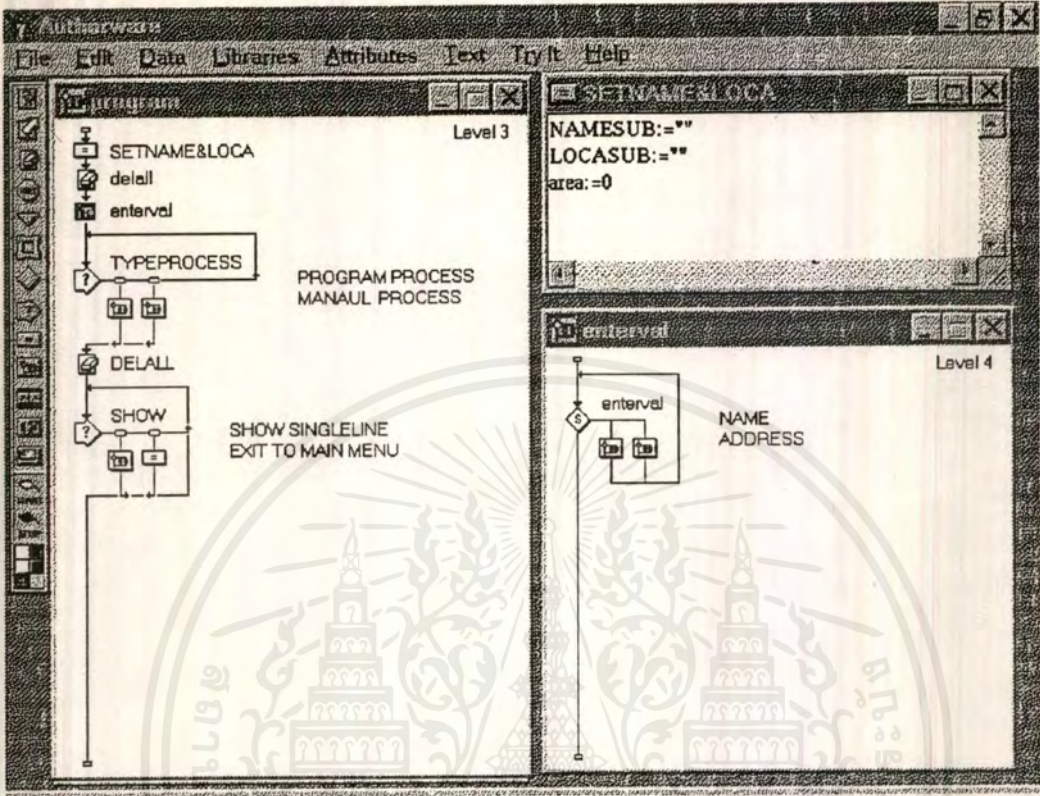 Authorware
File Edit Data Libraries Attributes Text Try It Help
program
Level 3
SETNAME&LOCA
delall
enterval
TYPEPROCESS
PROGRAM PROCESS
MANAUL PROCESS
DELALL
SHOW
SHOW SINGLELINE
EXIT TO MAIN MENU
SETNAME&LOCA
NAMESUB:=""
LOCASUB:=""
area:=0
enterval
Level 4
enterval
NAME
ADDRESS